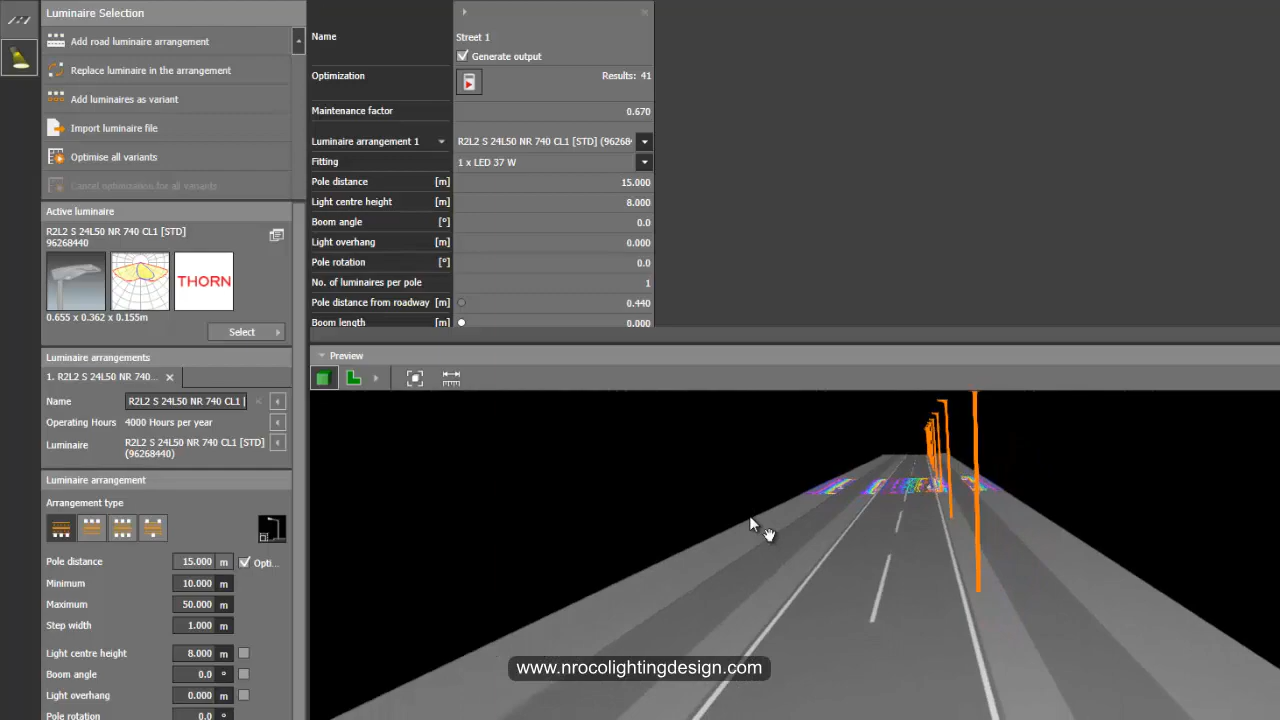 Luminaire Selection
Add road luminaire arrangement
Replace luminaire in the arrangement
Add luminaires as variant
Import luminaire file
Optimise all variants
Cancel optimization for all variants
Active luminaire
R2L2 S 24L50 NR 740 CL1 [STD]
96268440
THORN
0.655 x 0.362 x 0.155m
Select
Luminaire arrangements
1. R2L2 S 24L50 NR 740...
Name R2L2 S 24L50 NR 740 CL1 [
Operating Hours 4000 Hours per year
Luminaire R2L2 S 24L50 NR 740 CL1 [STD]
(96268440)
Luminaire arrangement
Arrangement type
Pole distance 15.000 m Opti...
Minimum 10.000 m
Maximum 50.000 m
Step width 1.000 m
Light centre height 8.000 m
Boom angle 0.0 °
Light overhang 0.000 m
Pole rotation 0.0 °
Name Street 1
Generate output
Optimization Results: 41
Maintenance factor 0.670
Luminaire arrangement 1 R2L2 S 24L50 NR 740 CL1 [STD] (96268
Fitting 1 x LED 37 W
Pole distance [m] 15.000
Light centre height [m] 8.000
Boom angle [°] 0.0
Light overhang [m] 0.000
Pole rotation [°] 0.0
No. of luminaires per pole 1
Pole distance from roadway [m] 0.440
Boom length [m] 0.000
Preview
www.nrocolightingdesign.com